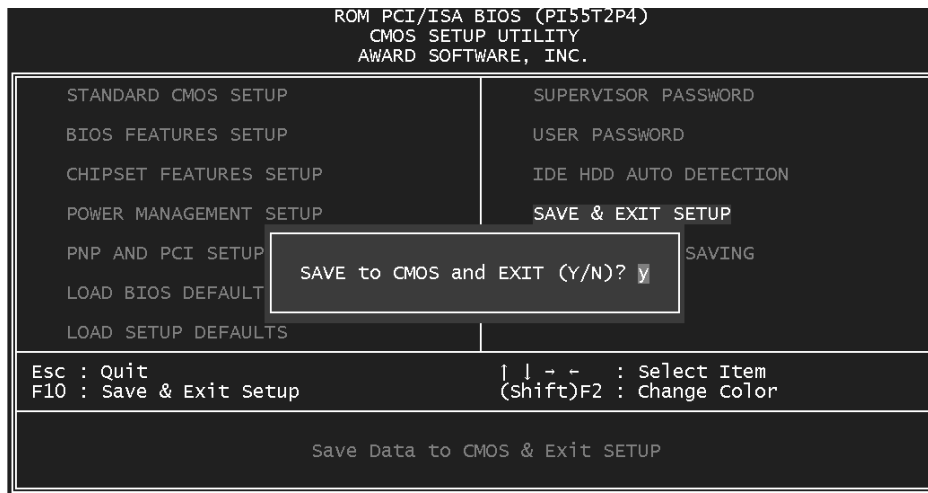 ROM PCI/ISA BIOS (PI55T2P4)
CMOS SETUP UTILITY
AWARD SOFTWARE, INC.
STANDARD CMOS SETUP
BIOS FEATURES SETUP
CHIPSET FEATURES SETUP
POWER MANAGEMENT SETUP
PNP AND PCI SETUP
LOAD BIOS DEFAULT
LOAD SETUP DEFAULTS
SUPERVISOR PASSWORD
USER PASSWORD
IDE HDD AUTO DETECTION
SAVE & EXIT SETUP
SAVING
SAVE to CMOS and EXIT (Y/N)? y
Esc : Quit
F10 : Save & Exit Setup
↑ ↓ → ← : Select Item
(Shift)F2 : Change Color
Save Data to CMOS & Exit SETUP